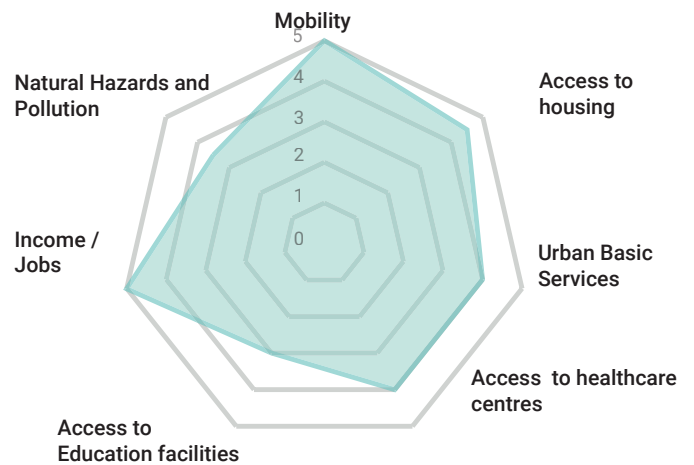 Mobility
5
4
3
2
1
0
Natural Hazards and
Pollution
Access to
housing
Income /
Jobs
Urban Basic
Services
Access  to healthcare
centres
Access to
Education facilities